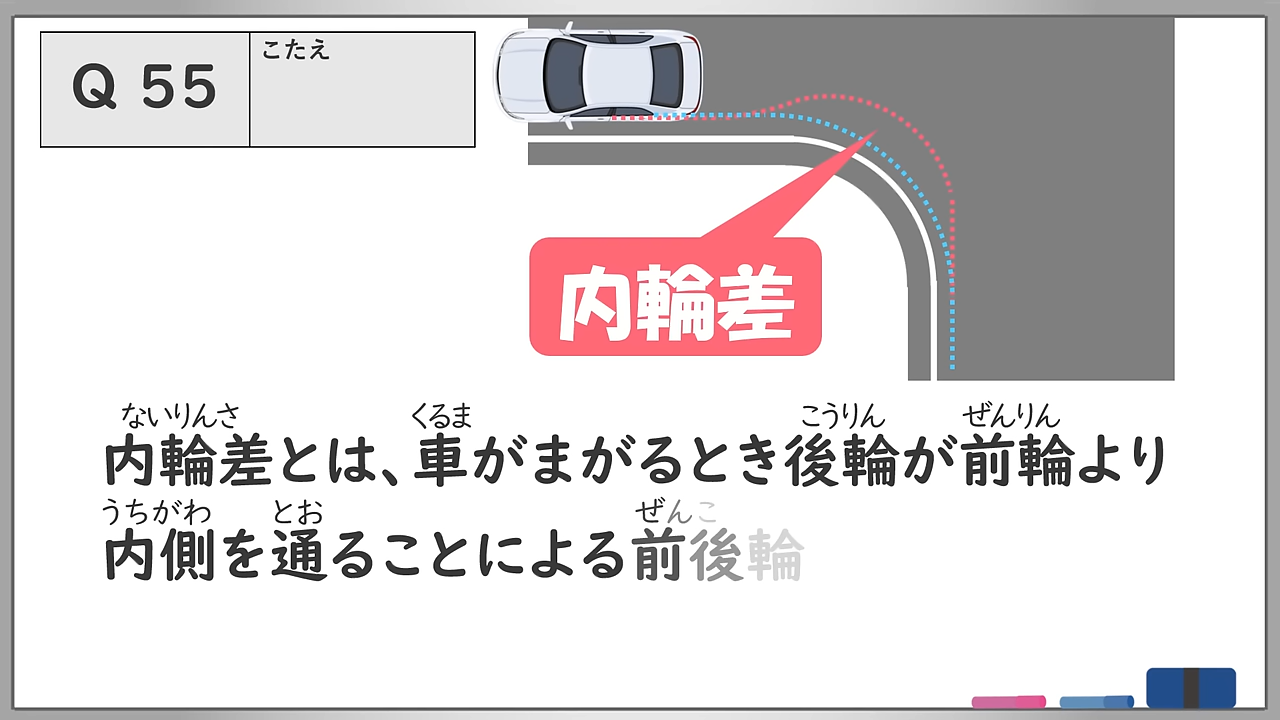 Q 55
こたえ
内輪差
ないりんさ くるま こうりん ぜんりん
内輪差とは、車がまがるとき後輪が前輪より
うちがわ とお ぜんこ
内側を通ることによる前後輪